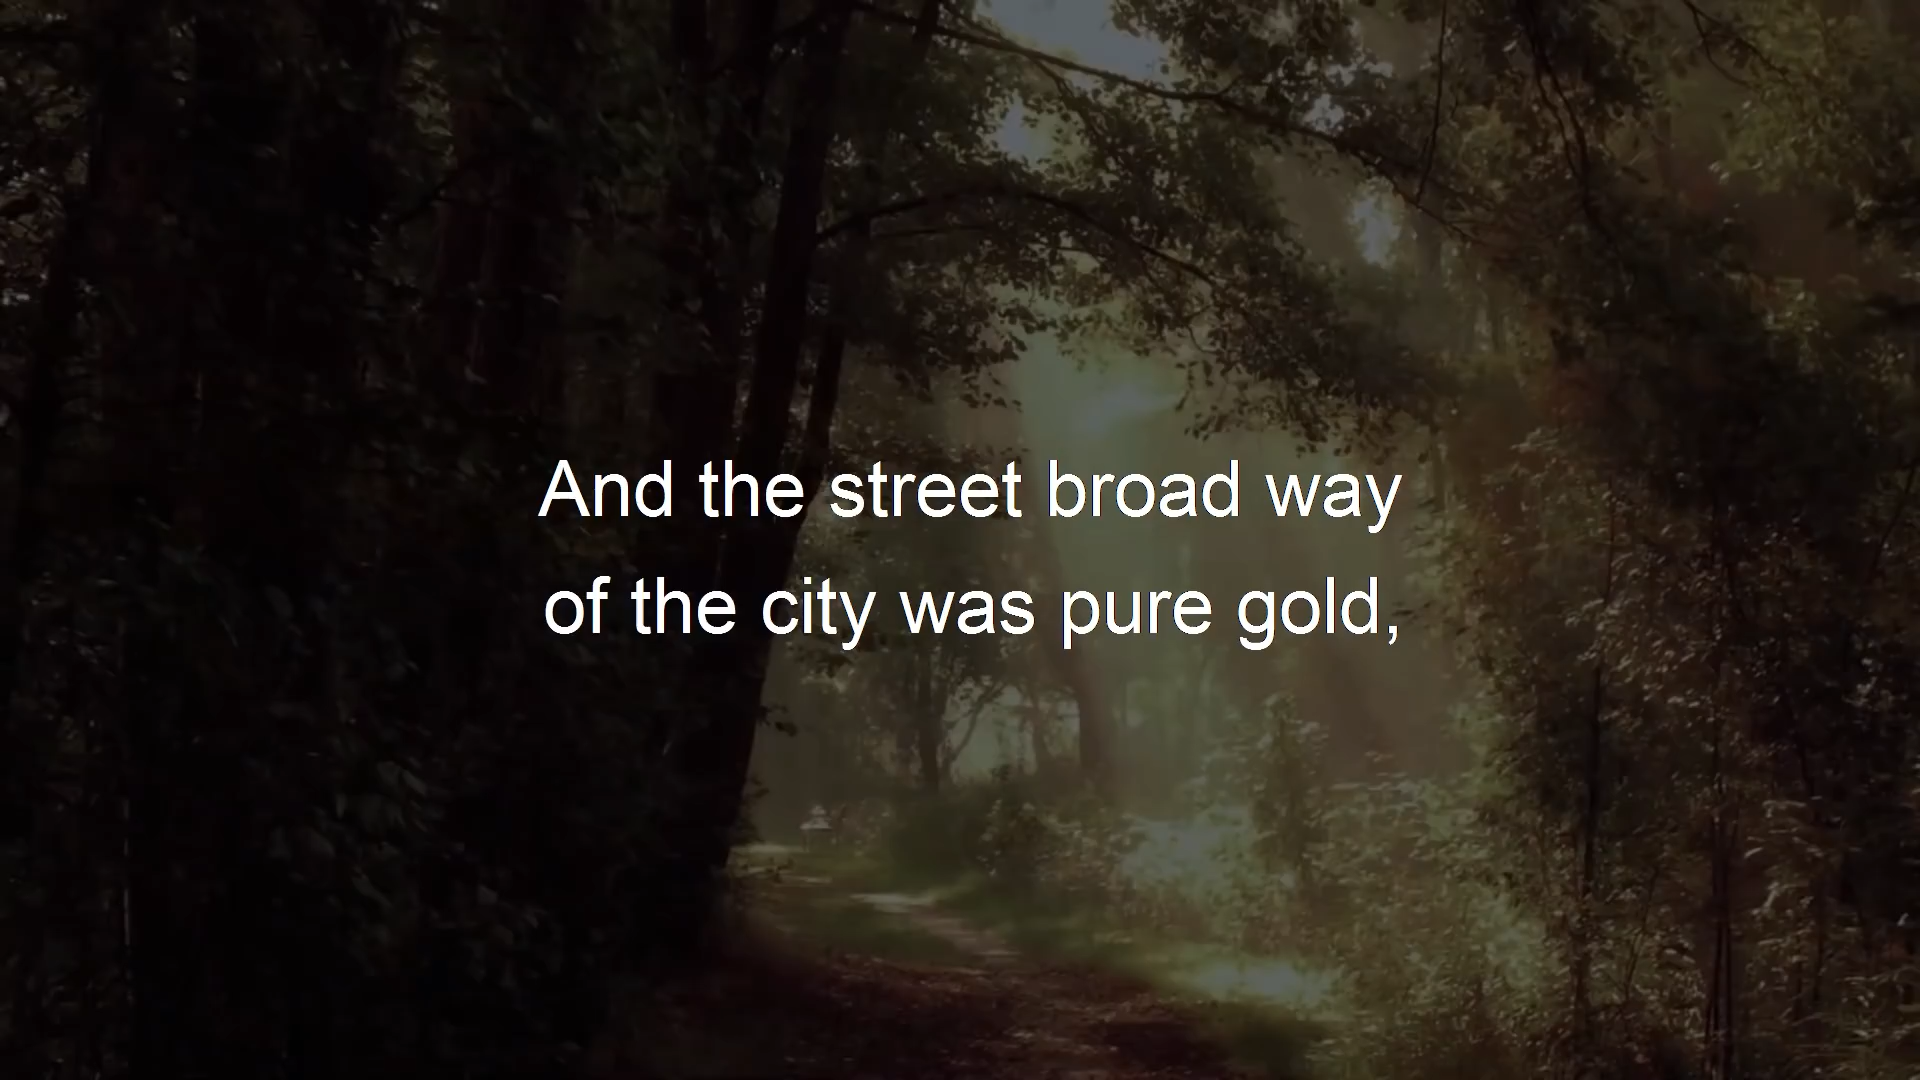 And the street broad way
of the city was pure gold,